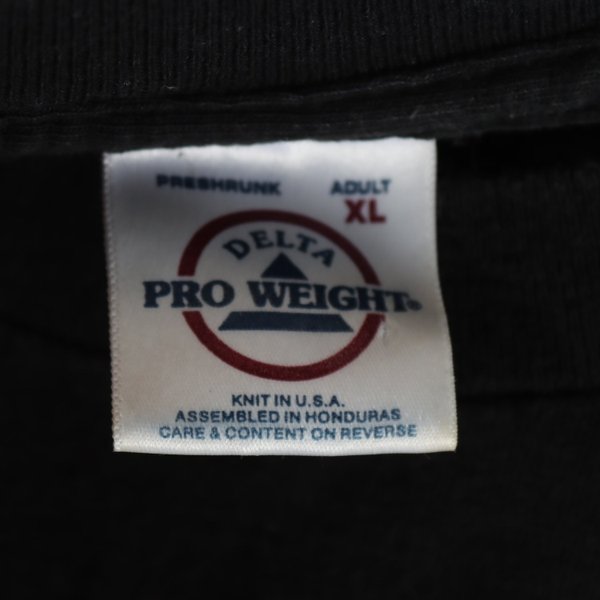 PRESHRUNK ADULT
XL
DELTA
PRO WEIGHT®
KNIT IN U.S.A.
ASSEMBLED IN HONDURAS
CARE & CONTENT ON REVERSE